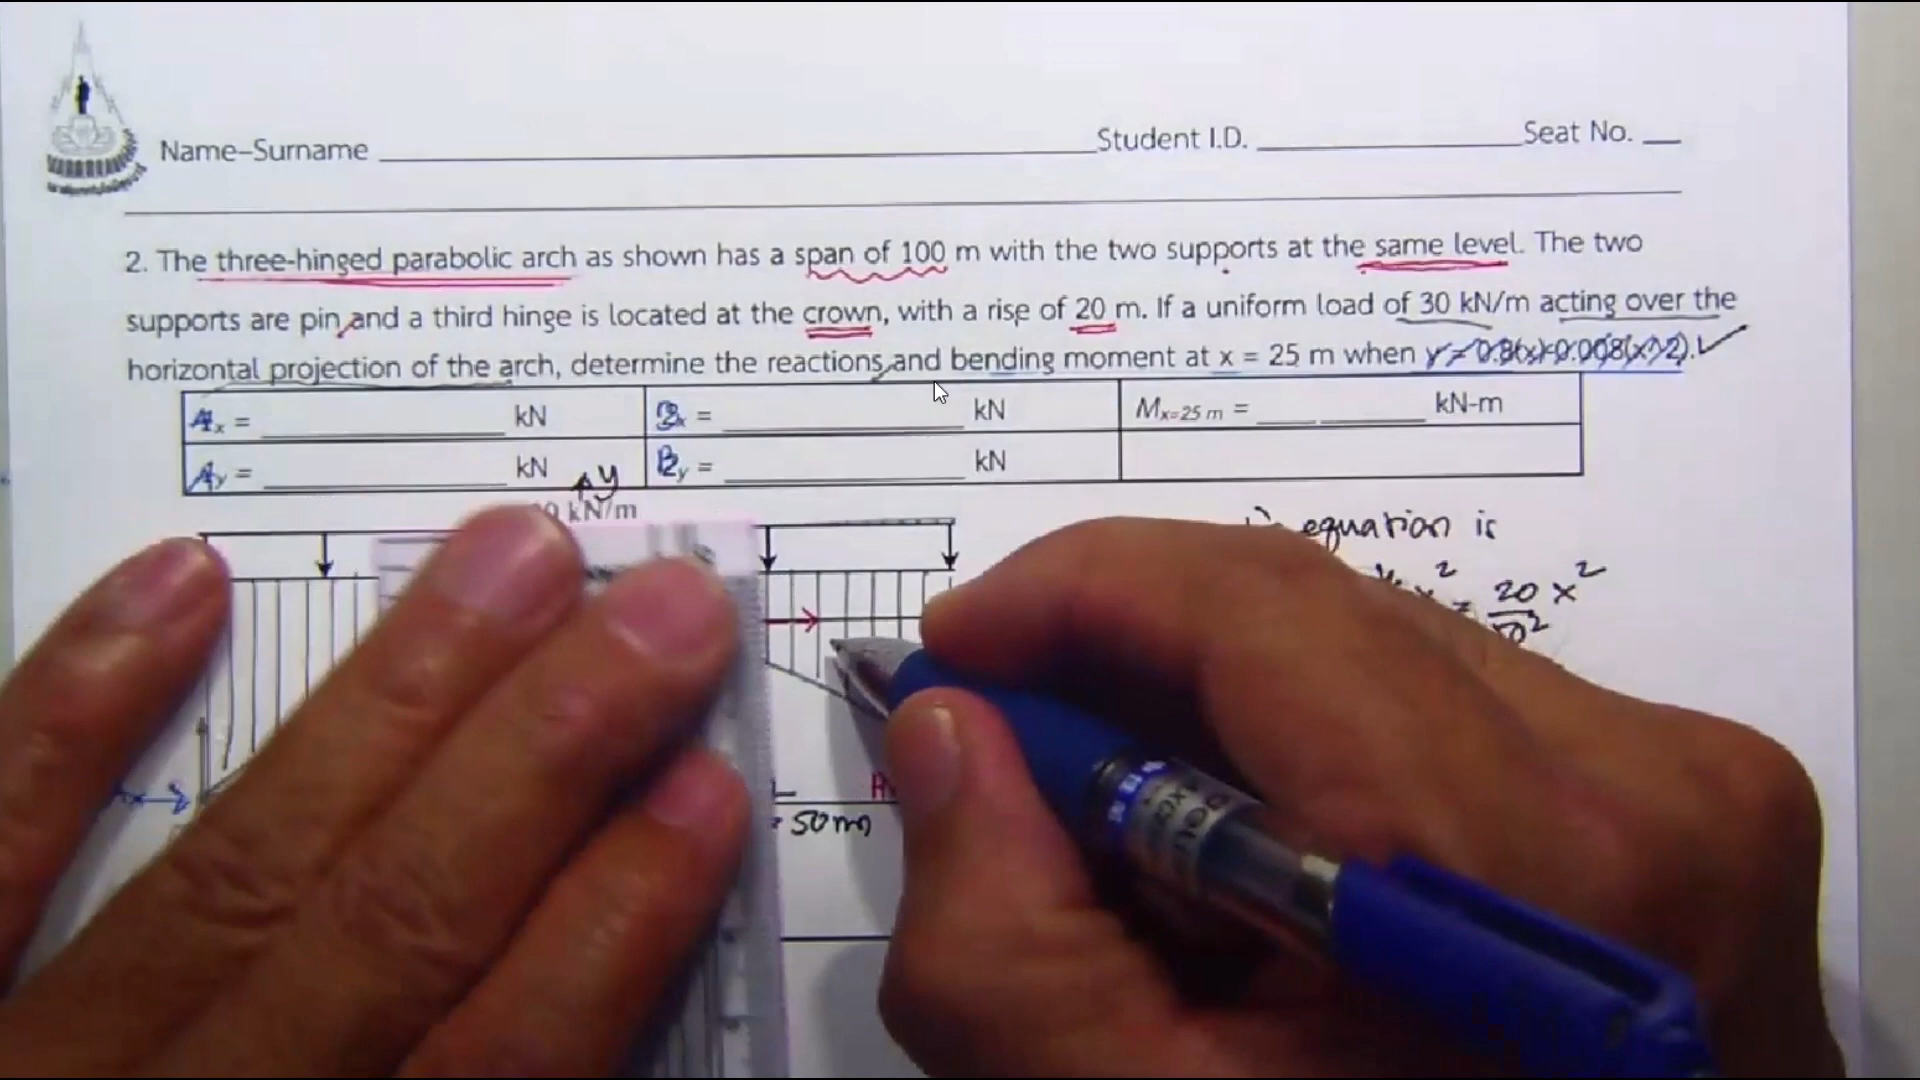 Name–Surname Student I.D. Seat No.
2. The three-hinged parabolic arch as shown has a span of 100 m with the two supports at the same level. The two
supports are pin and a third hinge is located at the crown, with a rise of 20 m. If a uniform load of 30 kN/m acting over the
horizontal projection of the arch, determine the reactions and bending moment at x = 25 m when
Ax = kN Bx = kN Mx=25 m = kN-m
Ay = kN By = kN
y
kN/m
equation is
20 x²
= 50m